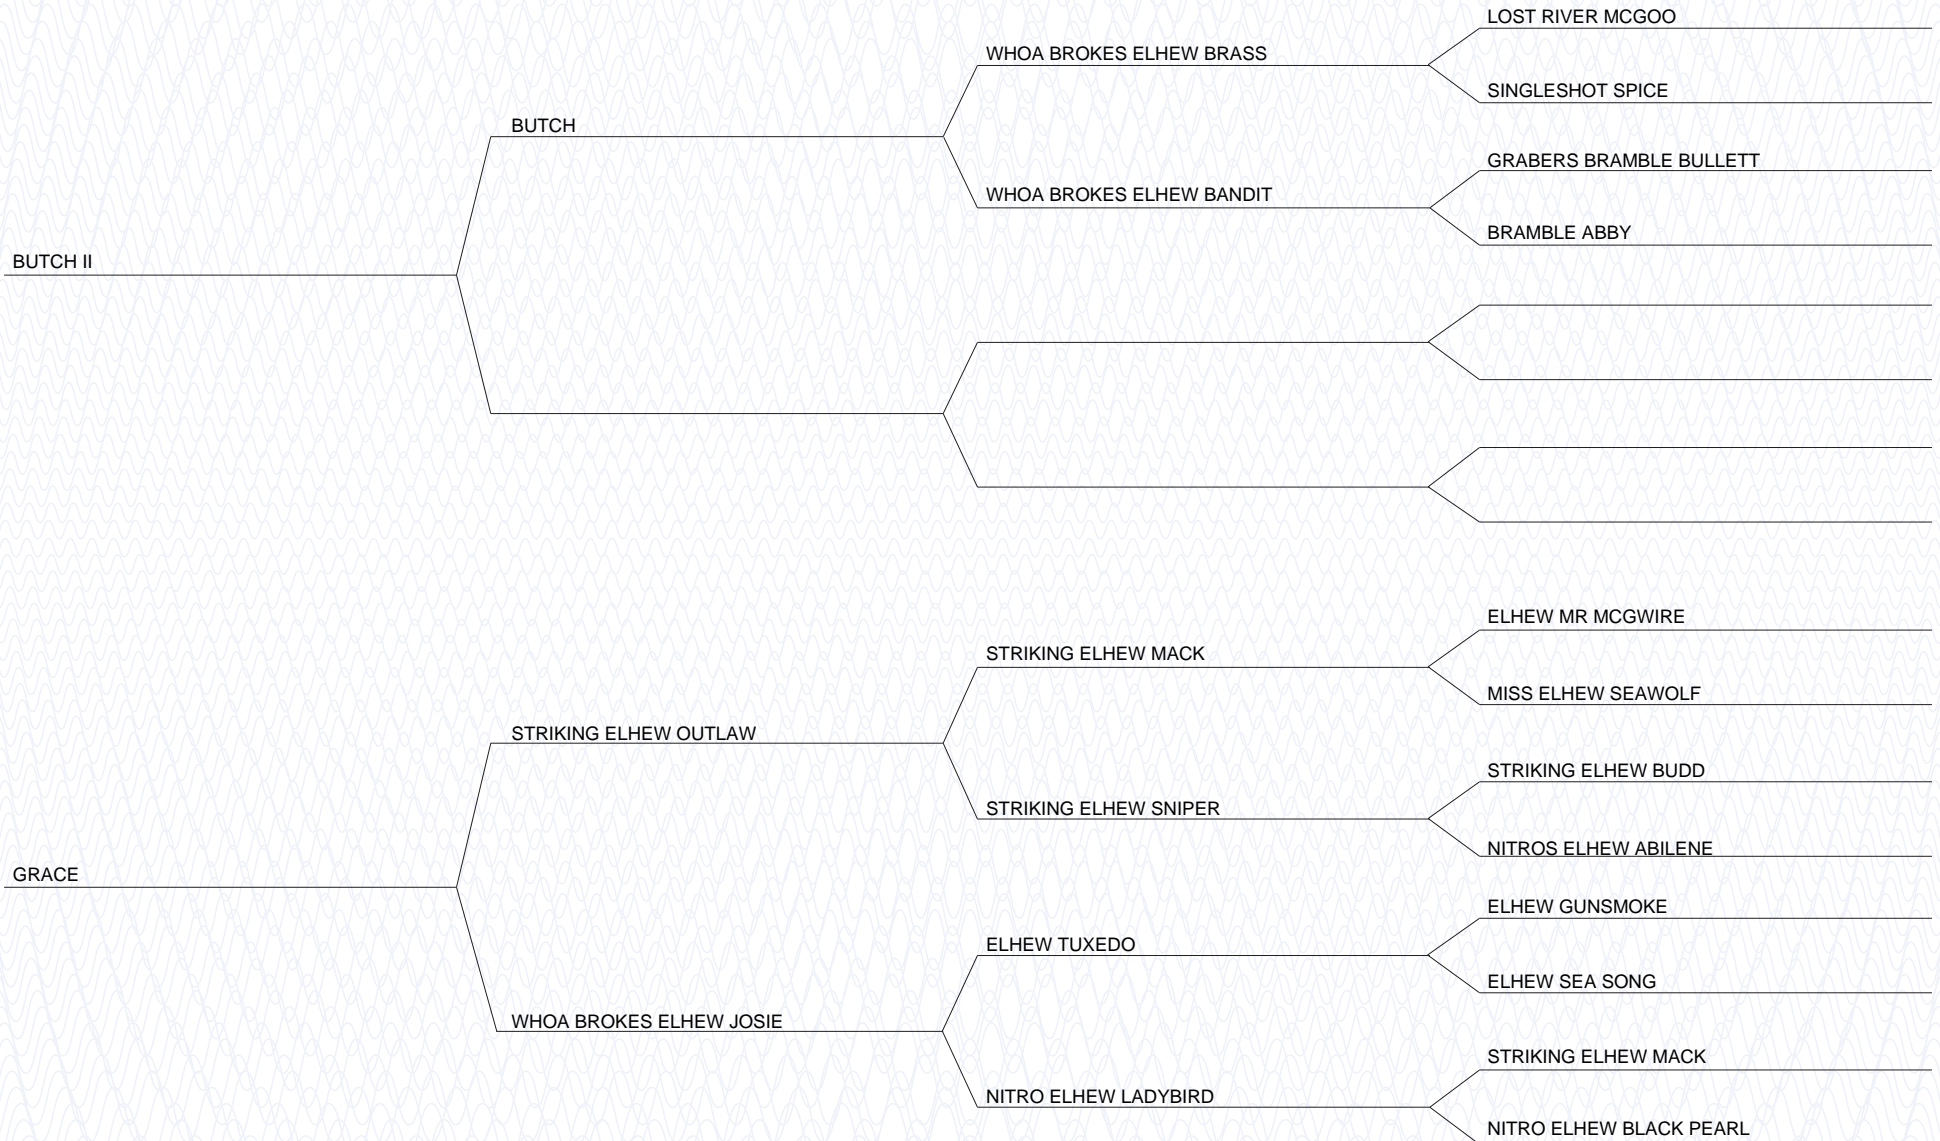 LOST RIVER MCGOO
WHOA BROKES ELHEW BRASS
SINGLESHOT SPICE
BUTCH
GRABERS BRAMBLE BULLETT
WHOA BROKES ELHEW BANDIT
BRAMBLE ABBY
BUTCH II
ELHEW MR MCGWIRE
STRIKING ELHEW MACK
MISS ELHEW SEAWOLF
STRIKING ELHEW OUTLAW
STRIKING ELHEW BUDD
STRIKING ELHEW SNIPER
NITROS ELHEW ABILENE
GRACE
ELHEW GUNSMOKE
ELHEW TUXEDO
ELHEW SEA SONG
WHOA BROKES ELHEW JOSIE
STRIKING ELHEW MACK
NITRO ELHEW LADYBIRD
NITRO ELHEW BLACK PEARL